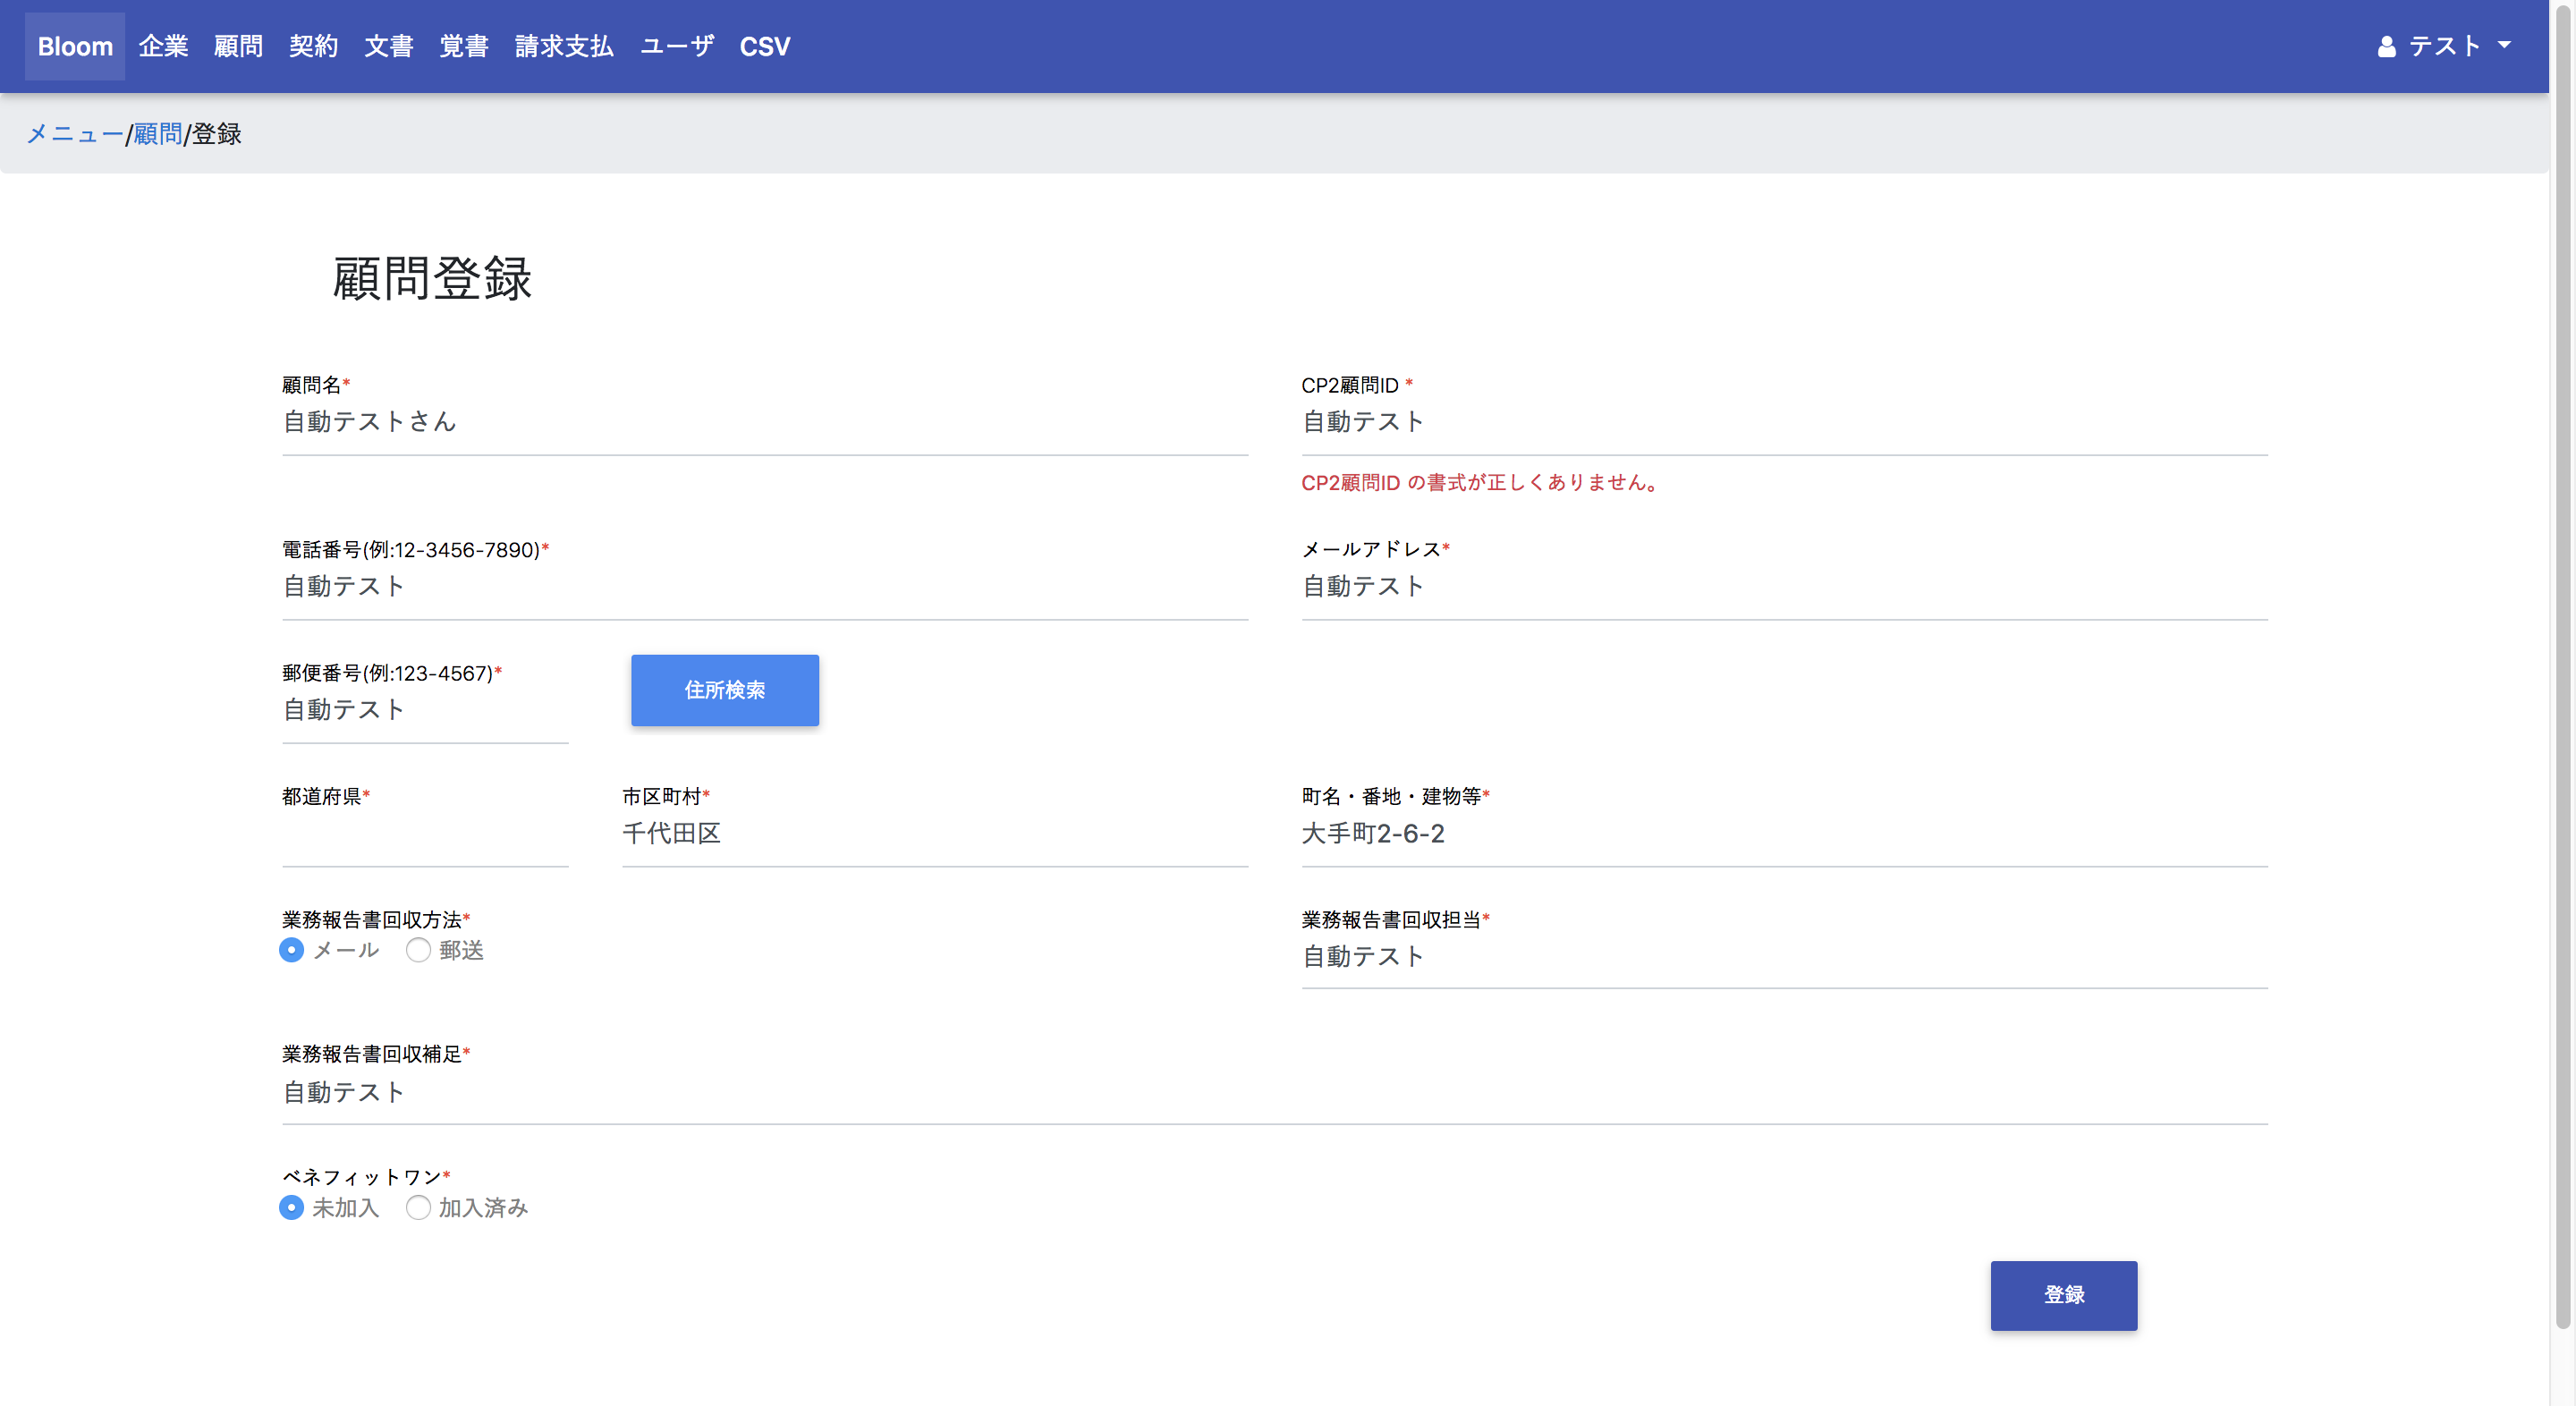 Bloom 企業 顧問 契約 文書 覚書 請求支払 ユーザ CSV テスト
メニュー/顧問/登録
顧問登録
顧問名* CP2顧問ID *
自動テストさん 自動テスト
CP2顧問ID の書式が正しくありません。
電話番号(例:12-3456-7890)* メールアドレス*
自動テスト 自動テスト
郵便番号(例:123-4567)* 住所検索
自動テスト
都道府県* 市区町村* 町名・番地・建物等*
千代田区 大手町2-6-2
業務報告書回収方法* 業務報告書回収担当*
メール 郵送 自動テスト
業務報告書回収補足*
自動テスト
ベネフィットワン*
未加入 加入済み
登録